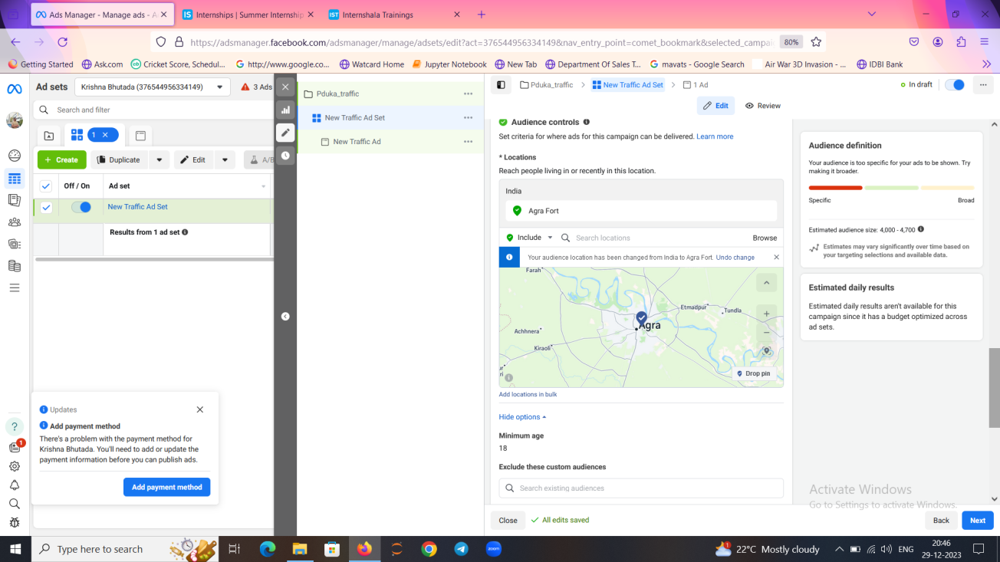 Ads Manager - Manage ads - A
Internships | Summer Internship
Internshala Trainings
https://adsmanager.facebook.com/adsmanager/manage/adsets/edit?act=376544956334149&nav_entry_point=comet_bookmark&selected_campai
80%
Getting Started
Ask.com
Cricket Score, Schedul...
http://www.google.co...
Watcard Home
Jupyter Notebook
New Tab
Department Of Sales T...
mavats - Google Search
Air War 3D Invasion - ...
IDBI Bank
Ad sets
Krishna Bhutada (376544956334149)
3 Ads
Search and filter
1
Create
Duplicate
Edit
A/B
Off / On
Ad set
New Traffic Ad Set
Results from 1 ad set
Updates
Add payment method
There's a problem with the payment method for
Krishna Bhutada. You'll need to add or update the
payment information before you can publish ads.
Add payment method
1
Pduka_traffic
New Traffic Ad Set
New Traffic Ad
Pduka_traffic
New Traffic Ad Set
1 Ad
In draft
Edit
Review
Audience controls
Set criteria for where ads for this campaign can be delivered. Learn more
* Locations
Reach people living in or recently in this location.
India
Agra Fort
Include
Search locations
Browse
Your audience location has been changed from India to Agra Fort. Undo change
Farah
Etmadpur
Tundla
Agra
Achhnera
Kiraoli
Drop pin
Add locations in bulk
Hide options
Minimum age
18
Exclude these custom audiences
Search existing audiences
Close
All edits saved
Back
Next
Audience definition
Your audience is too specific for your ads to be shown. Try
making it broader.
Specific
Broad
Estimated audience size: 4,000 - 4,700
Estimates may vary significantly over time based on
your targeting selections and available data.
Estimated daily results
Estimated daily results aren't available for this
campaign since it has a budget optimized across
ad sets.
Activate Windows
Go to Settings to activate Windows.
Type here to search
zoom
1
22°C Mostly cloudy
ENG
20:46
29-12-2023